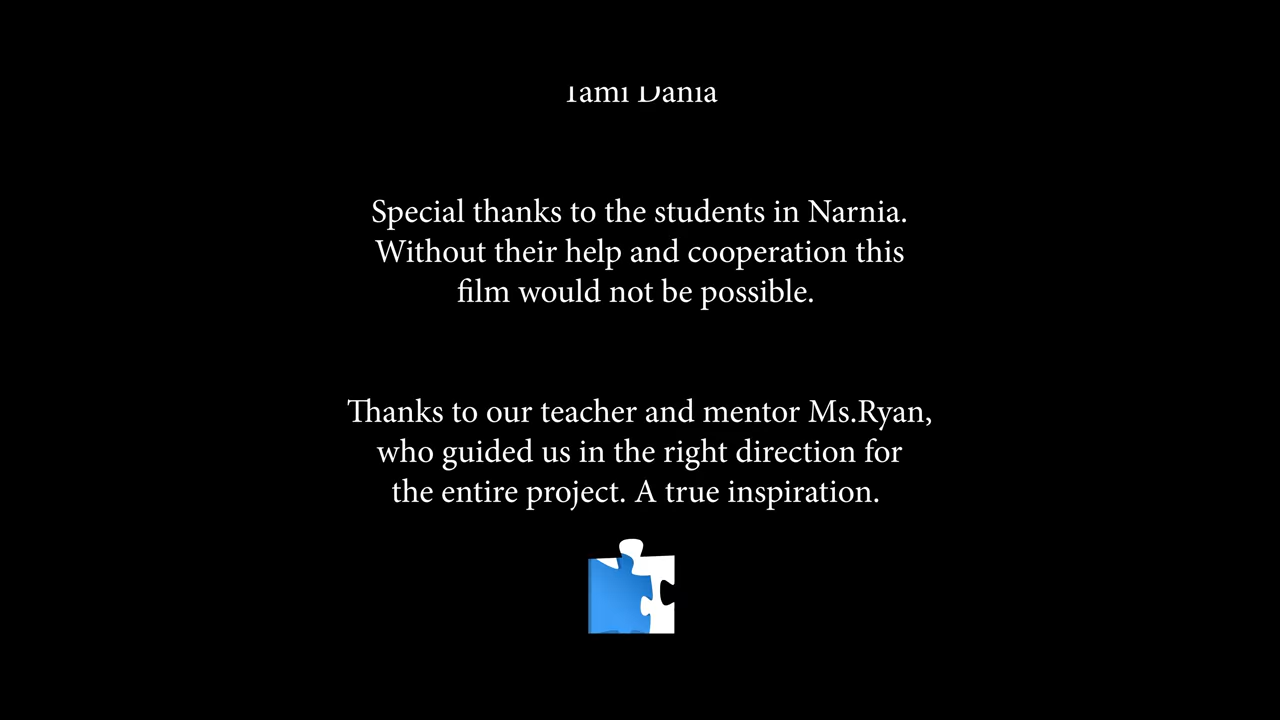 Tami Dania
Special thanks to the students in Narnia.
Without their help and cooperation this
film would not be possible.
Thanks to our teacher and mentor Ms.Ryan,
who guided us in the right direction for
the entire project. A true inspiration.